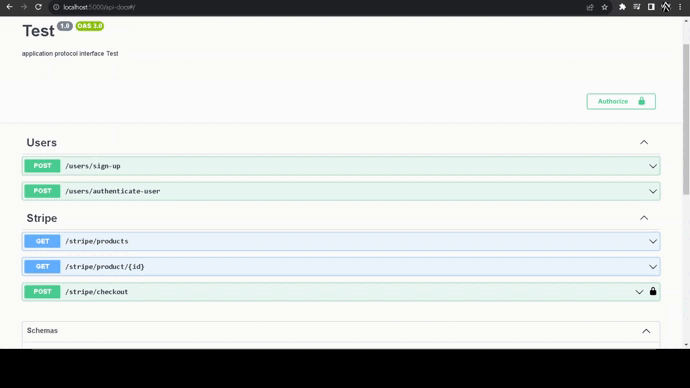 localhost:5000/api-docs#/
Test 1.0 OAS 3.0
application protocol interface Test
Authorize
Users
POST /users/sign-up
POST /users/authenticate-user
Stripe
GET /stripe/products
GET /stripe/product/{id}
POST /stripe/checkout
Schemas